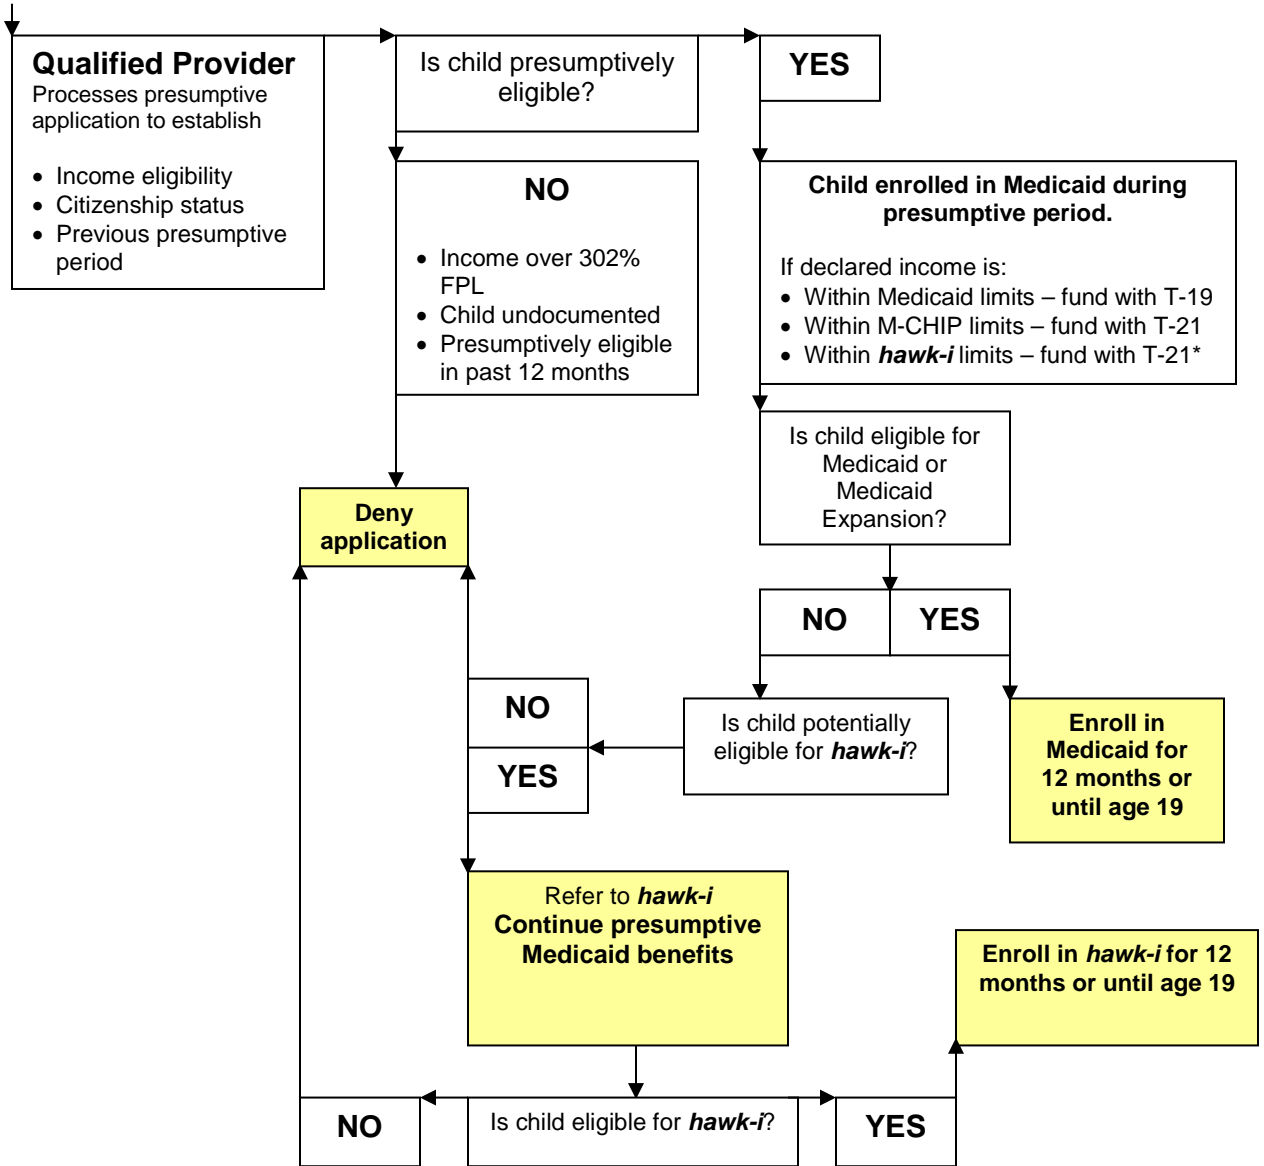 Qualified Provider
Processes presumptive
application to establish
• Income eligibility
• Citizenship status
• Previous presumptive
period
Is child presumptively
eligible?
YES
NO
• Income over 302%
FPL
• Child undocumented
• Presumptively eligible
in past 12 months
Child enrolled in Medicaid during
presumptive period.
If declared income is:
• Within Medicaid limits – fund with T-19
• Within M-CHIP limits – fund with T-21
• Within hawk-i limits – fund with T-21*
Is child eligible for
Medicaid or
Medicaid
Expansion?
Deny
application
NO
YES
NO
YES
Is child potentially
eligible for hawk-i?
Enroll in
Medicaid for
12 months or
until age 19
Refer to hawk-i
Continue presumptive
Medicaid benefits
Enroll in hawk-i for 12
months or until age 19
NO
Is child eligible for hawk-i?
YES